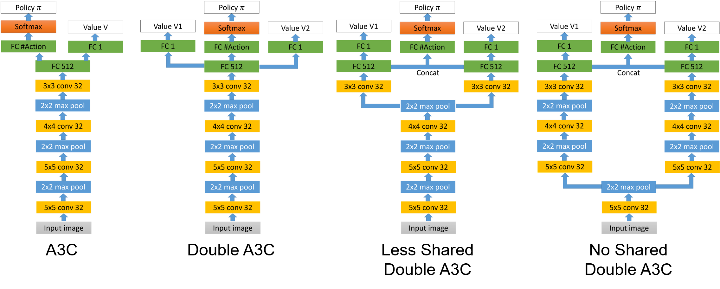 Policy π Value V
Softmax
FC #Action FC 1
FC 512
3x3 conv 32
2x2 max pool
4x4 conv 32
2x2 max pool
5x5 conv 32
2x2 max pool
5x5 conv 32
Input image
A3C
Value V1 Policy π Value V2
Softmax
FC 1 FC #Action FC 1
FC 512
3x3 conv 32
2x2 max pool
4x4 conv 32
2x2 max pool
5x5 conv 32
2x2 max pool
5x5 conv 32
Input image
Double A3C
Value V1 Policy π Value V2
Softmax
FC 1 FC #Action FC 1
FC 512 FC 512
Concat
3x3 conv 32 3x3 conv 32
2x2 max pool
4x4 conv 32
2x2 max pool
5x5 conv 32
2x2 max pool
5x5 conv 32
Input image
Less Shared
Double A3C
Value V1 Policy π Value V2
Softmax
FC 1 FC #Action FC 1
FC 512 FC 512
Concat
3x3 conv 32 3x3 conv 32
2x2 max pool 2x2 max pool
4x4 conv 32 4x4 conv 32
2x2 max pool 2x2 max pool
5x5 conv 32 5x5 conv 32
2x2 max pool
5x5 conv 32
Input image
No Shared
Double A3C